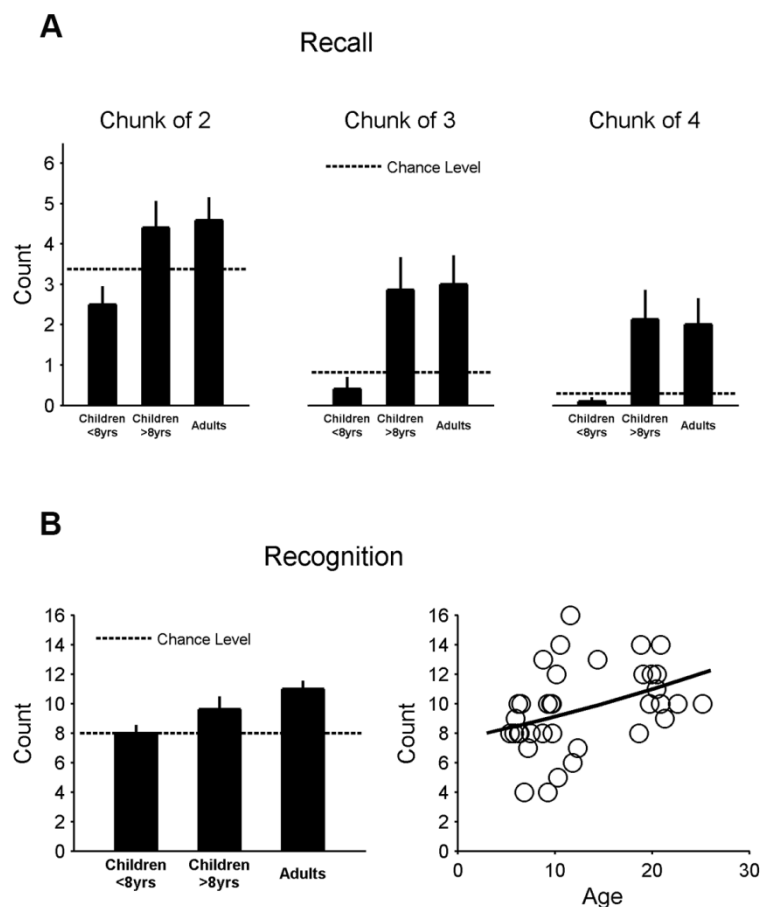 A
Recall
Chunk of 2
Chunk of 3
Chunk of 4
Count
6
5
4
3
2
1
0
Chance Level
Children
<8yrs
Children
>8yrs
Adults
Children
<8yrs
Children
>8yrs
Adults
Children
<8yrs
Children
>8yrs
Adults
B
Recognition
Count
16
14
12
10
8
6
4
2
0
Chance Level
Children
<8yrs
Children
>8yrs
Adults
Count
16
14
12
10
8
6
4
2
0
0 10 20 30
Age